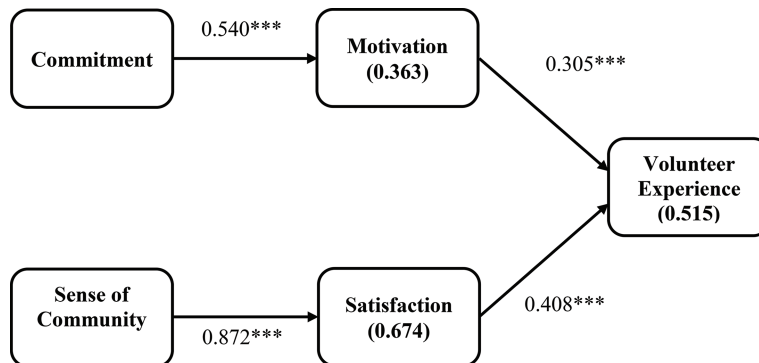 0.540***
Commitment
Motivation
(0.363)
0.305***
Volunteer
Experience
(0.515)
Sense of
Community
0.872***
Satisfaction
(0.674)
0.408***